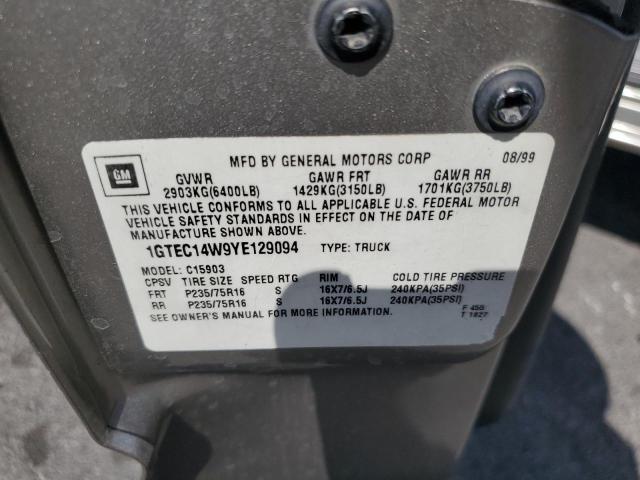 MFD BY GENERAL MOTORS CORP 08/99
GM
GVWR GAWR FRT GAWR RR
2903KG(6400LB) 1429KG(3150LB) 1701KG(3750LB)
THIS VEHICLE CONFORMS TO ALL APPLICABLE U.S. FEDERAL MOTOR
VEHICLE SAFETY STANDARDS IN EFFECT ON THE DATE OF
MANUFACTURE SHOWN ABOVE.
1GTEC14W9YE129094 TYPE: TRUCK
MODEL: C15903
CPSV TIRE SIZE SPEED RTG RIM COLD TIRE PRESSURE
FRT P235/75R16 S 16X7/6.5J 240KPA(35PSI)
RR P235/75R16 S 16X7/6.5J 240KPA(35PSI)
SEE OWNER'S MANUAL FOR MORE INFORMATION.
F 455
T 1827